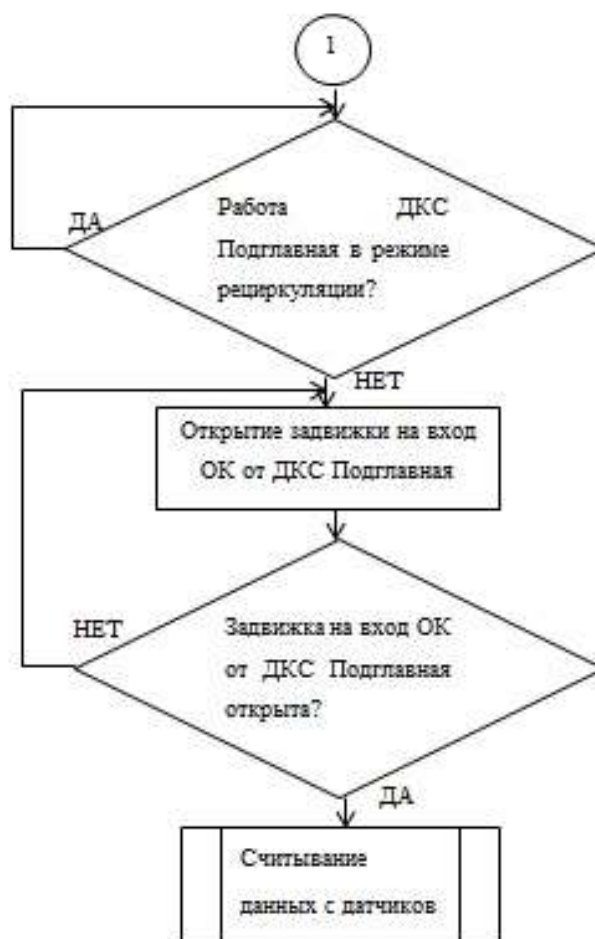 1
ДА
Работа ДКС
Подглавная в режиме
рециркуляции?
НЕТ
Открытие задвижки на вход
ОК от ДКС Подглавная
НЕТ
Задвижка на вход ОК
от ДКС Подглавная
открыта?
ДА
Считывание
данных с датчиков